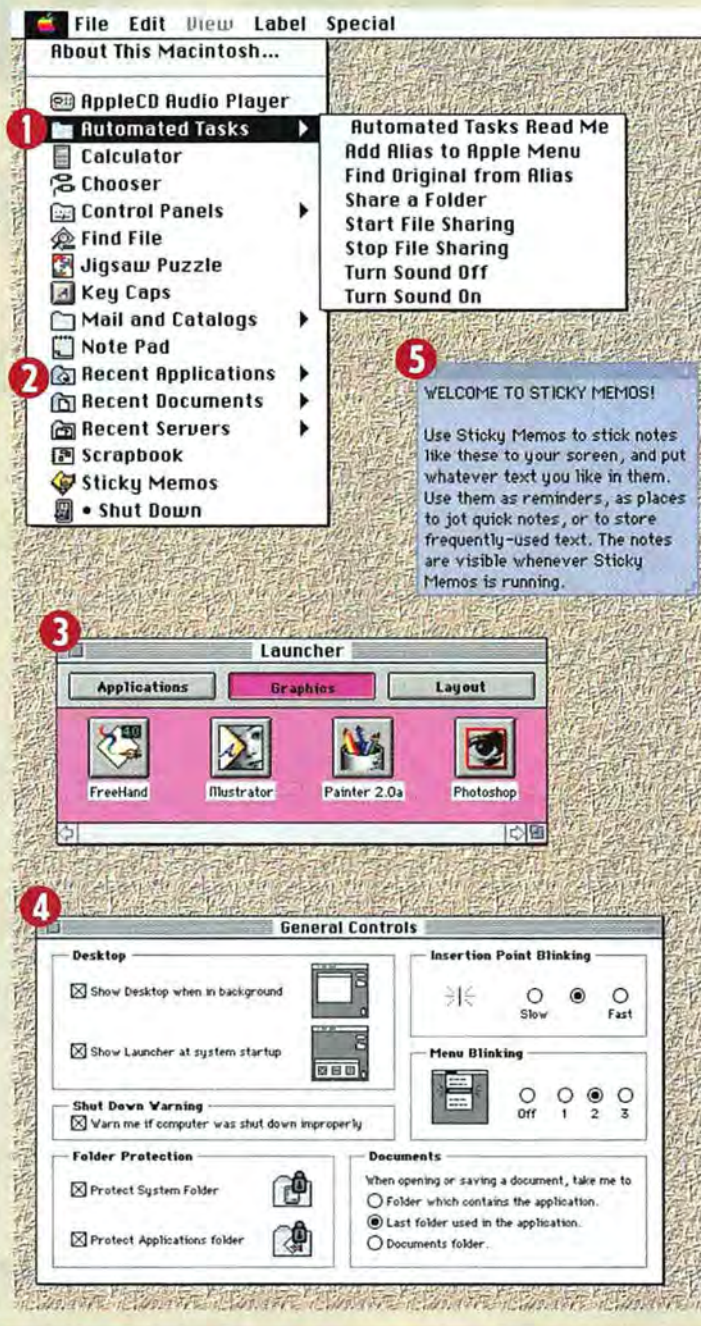 File Edit View Label Special
About This Macintosh...
AppleCD Audio Player
1 Automated Tasks
Calculator
Chooser
Control Panels
Find File
Jigsaw Puzzle
Key Caps
Mail and Catalogs
Note Pad
2 Recent Applications
Recent Documents
Recent Servers
Scrapbook
Sticky Memos
• Shut Down
Automated Tasks Read Me
Add Alias to Apple Menu
Find Original from Alias
Share a Folder
Start File Sharing
Stop File Sharing
Turn Sound Off
Turn Sound On
5
WELCOME TO STICKY MEMOS!
Use Sticky Memos to stick notes
like these to your screen, and put
whatever text you like in them.
Use them as reminders, as places
to jot quick notes, or to store
frequently-used text. The notes
are visible whenever Sticky
Memos is running.
3
Launcher
Applications Graphics Layout
4.0
FreeHand Illustrator Painter 2.0a Photoshop
4
General Controls
Desktop
Show Desktop when in background
Show Launcher at system startup
Shut Down Warning
Warn me if computer was shut down improperly
Folder Protection
Protect System Folder
Protect Applications folder
Insertion Point Blinking
Slow Fast
Menu Blinking
Off 1 2 3
Documents
When opening or saving a document, take me to
Folder which contains the application.
Last folder used in the application.
Documents folder.